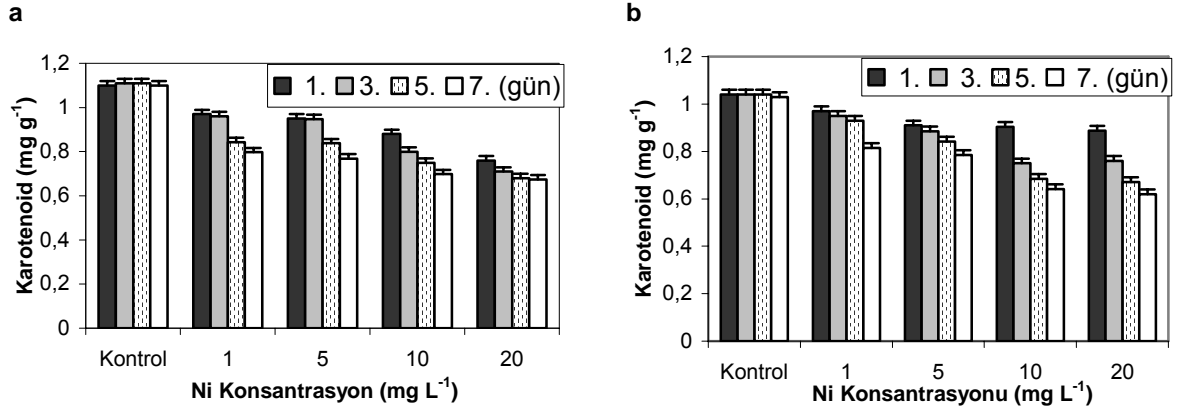 a
Karotenoid (mg g⁻¹)
1,2
1
0,8
0,6
0,4
0,2
0
1. 3. 5. 7. (gün)
Kontrol 1 5 10 20
Ni Konsantrasyon (mg L⁻¹)
b
Karotenoid (mg g⁻¹)
1,2
1
0,8
0,6
0,4
0,2
0
1. 3. 5. 7. (gün)
Kontrol 1 5 10 20
Ni Konsantrasyonu (mg L⁻¹)